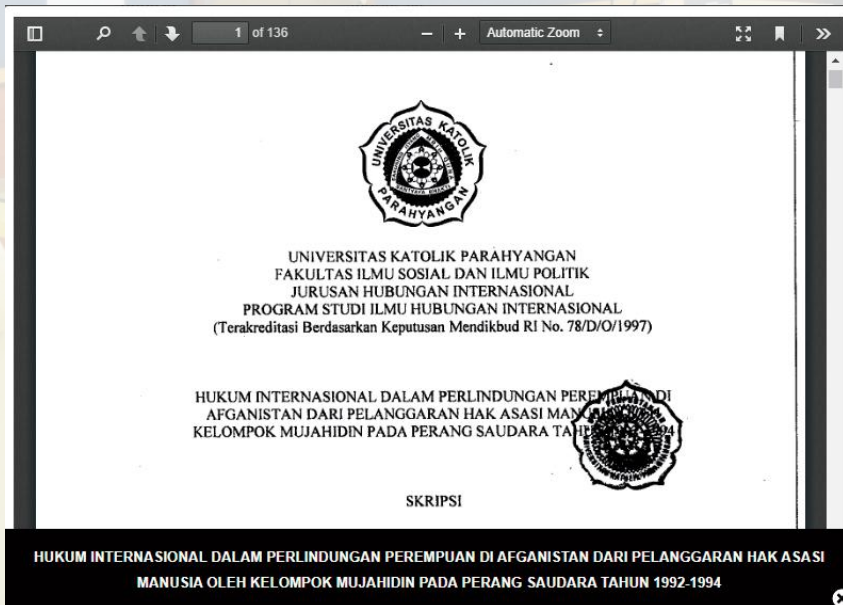 1 of 136
Automatic Zoom
UNIVERSITAS KATOLIK
PARAHYANGAN
UNIVERSITAS KATOLIK PARAHYANGAN
FAKULTAS ILMU SOSIAL DAN ILMU POLITIK
JURUSAN HUBUNGAN INTERNASIONAL
PROGRAM STUDI ILMU HUBUNGAN INTERNASIONAL
(Terakreditasi Berdasarkan Keputusan Mendikbud RI No. 78/D/O/1997)
HUKUM INTERNASIONAL DALAM PERLINDUNGAN PEREMPUAN DI
AFGANISTAN DARI PELANGGARAN HAK ASASI
KELOMPOK MUJAHIDIN PADA PERANG SAUDARA
SKRIPSI
HUKUM INTERNASIONAL DALAM PERLINDUNGAN PEREMPUAN DI AFGANISTAN DARI PELANGGARAN HAK ASASI
MANUSIA OLEH KELOMPOK MUJAHIDIN PADA PERANG SAUDARA TAHUN 1992-1994